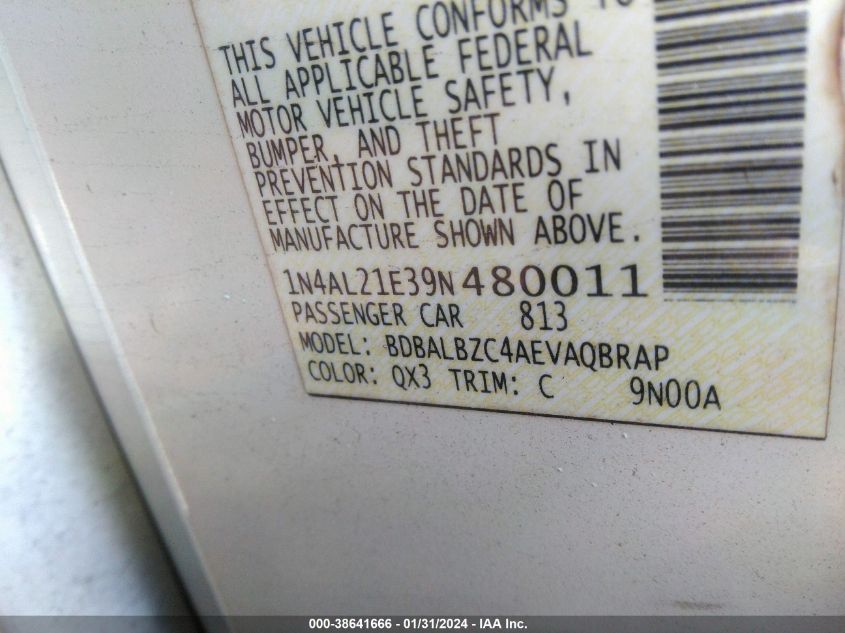 THIS VEHICLE CONFORMS TO
ALL APPLICABLE FEDERAL
MOTOR VEHICLE SAFETY,
BUMPER, AND THEFT
PREVENTION STANDARDS IN
EFFECT ON THE DATE OF
MANUFACTURE SHOWN ABOVE.
1N4AL21E39N480011
PASSENGER CAR 813
MODEL: BDBALBZC4AEVAQBRAP
COLOR: QX3 TRIM: C 9N00A
000-38641666 - 01/31/2024 - IAA Inc.